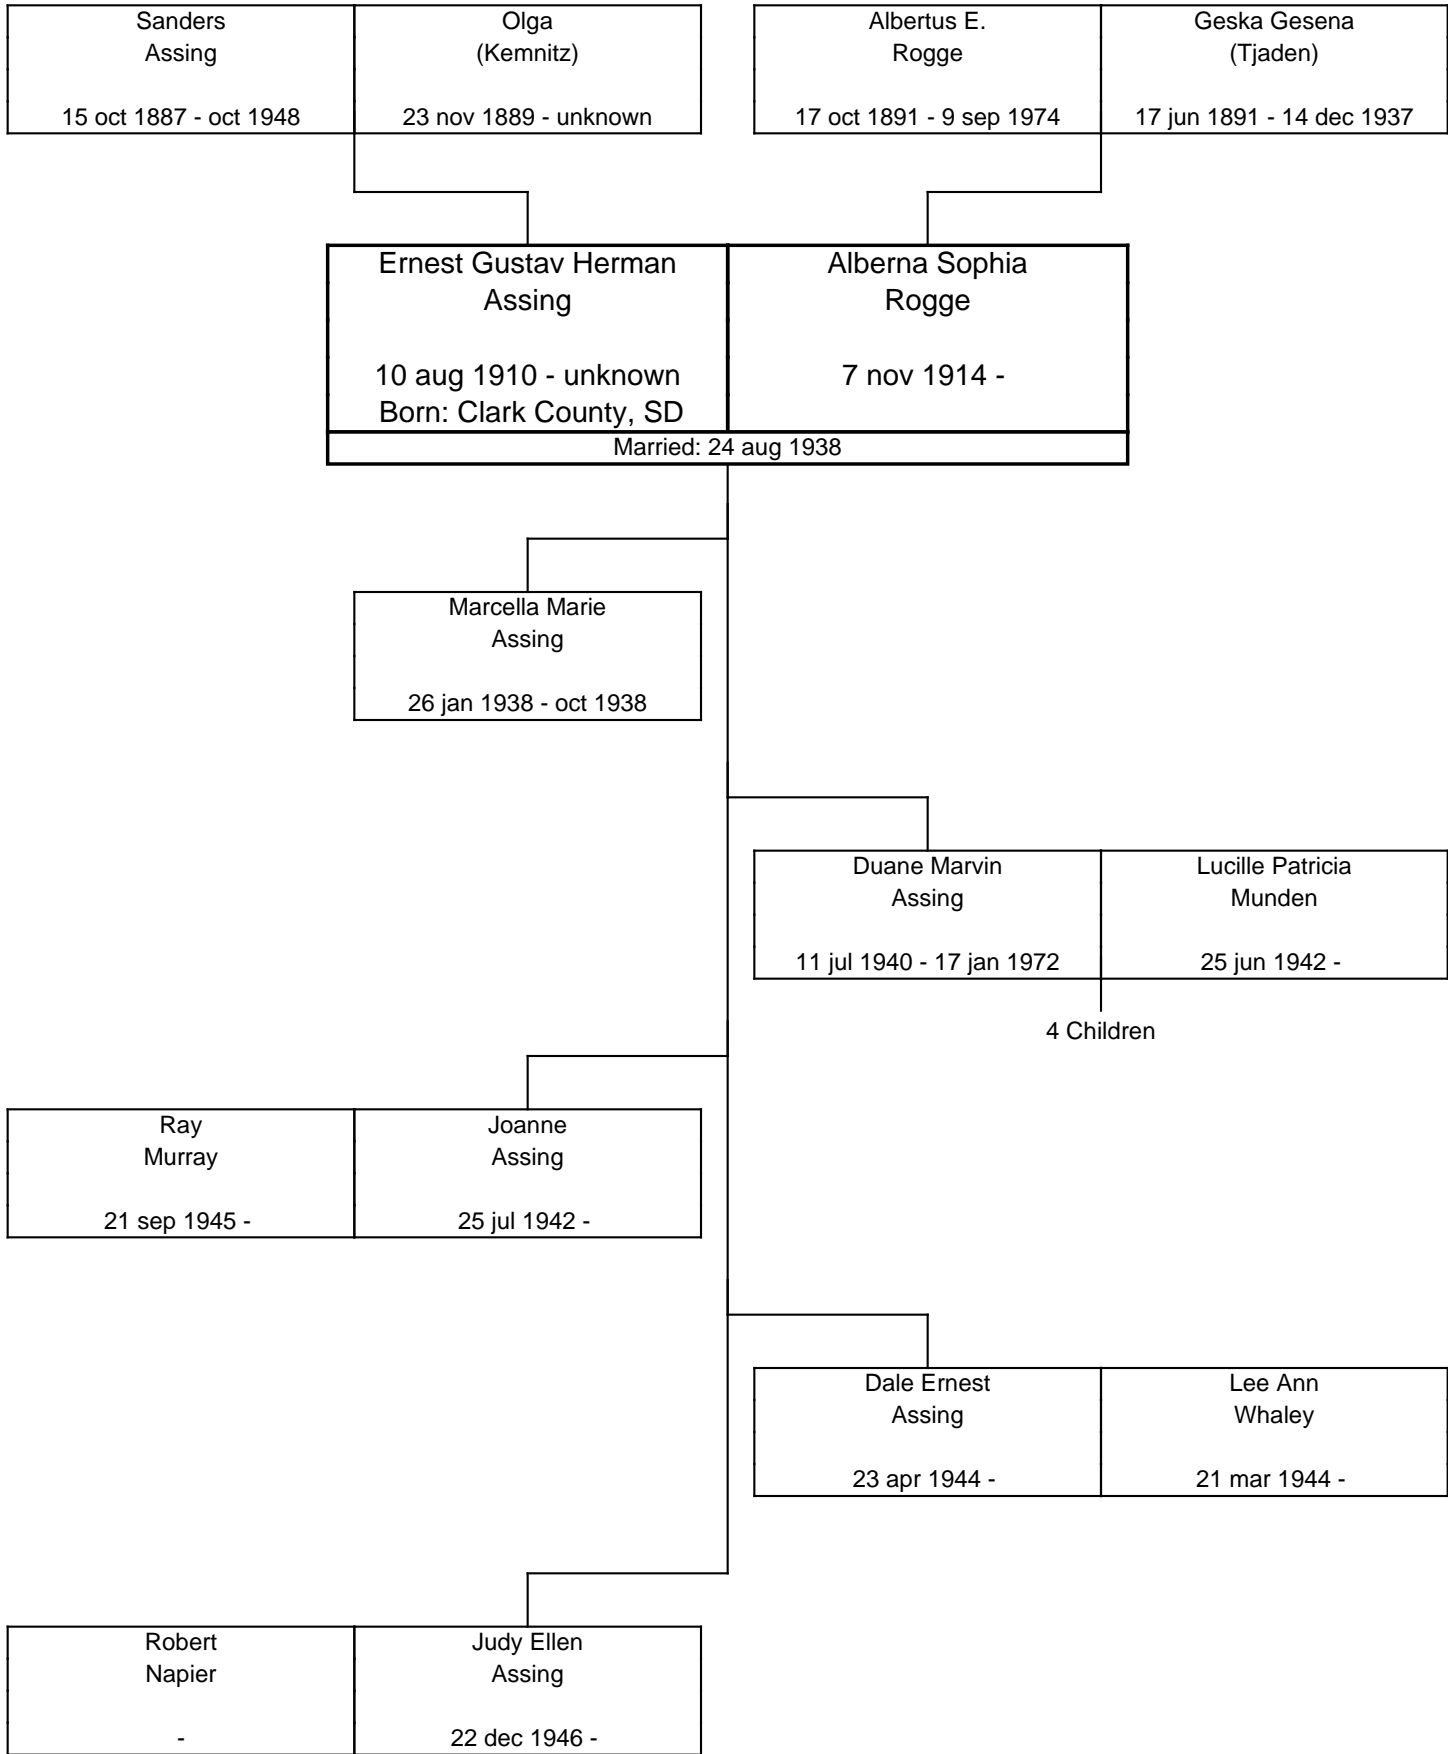 Sanders
Assing
15 oct 1887 - oct 1948
Olga
(Kemnitz)
23 nov 1889 - unknown
Albertus E.
Rogge
17 oct 1891 - 9 sep 1974
Geska Gesena
(Tjaden)
17 jun 1891 - 14 dec 1937
Ernest Gustav Herman
Assing
10 aug 1910 - unknown
Born: Clark County, SD
Alberna Sophia
Rogge
7 nov 1914 -
Married: 24 aug 1938
Marcella Marie
Assing
26 jan 1938 - oct 1938
Duane Marvin
Assing
11 jul 1940 - 17 jan 1972
Lucille Patricia
Munden
25 jun 1942 -
4 Children
Ray
Murray
21 sep 1945 -
Joanne
Assing
25 jul 1942 -
Dale Ernest
Assing
23 apr 1944 -
Lee Ann
Whaley
21 mar 1944 -
Robert
Napier
-
Judy Ellen
Assing
22 dec 1946 -